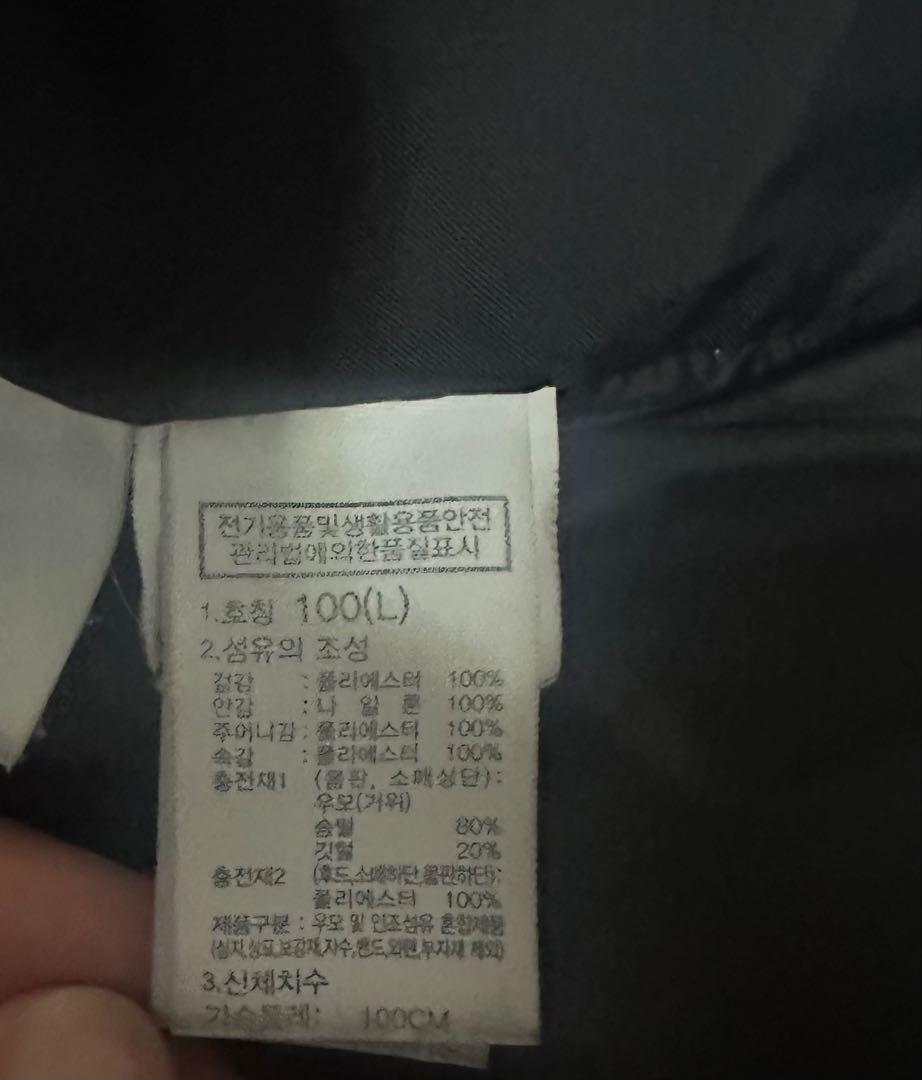 전기용품및생활용품안전
관리법에의한품질표시
1.호칭 100(L)
2.섬유의 조성
겉감 : 폴리에스터 100%
안감 : 나 일 론 100%
주머니감 : 폴리에스터 100%
속감 : 폴리에스터 100%
충전재1 (몸판, 소매상단):
우모(거위)
솜털 80%
깃털 20%
충전재2 (후드,소매하단,몸판하단):
폴리에스터 100%
제품구분 : 우모 및 인조섬유 혼합제품
(심지,상표,보강재,자수,밴드,외편,부자재 제외)
3.신체치수
가슴둘레: 100CM